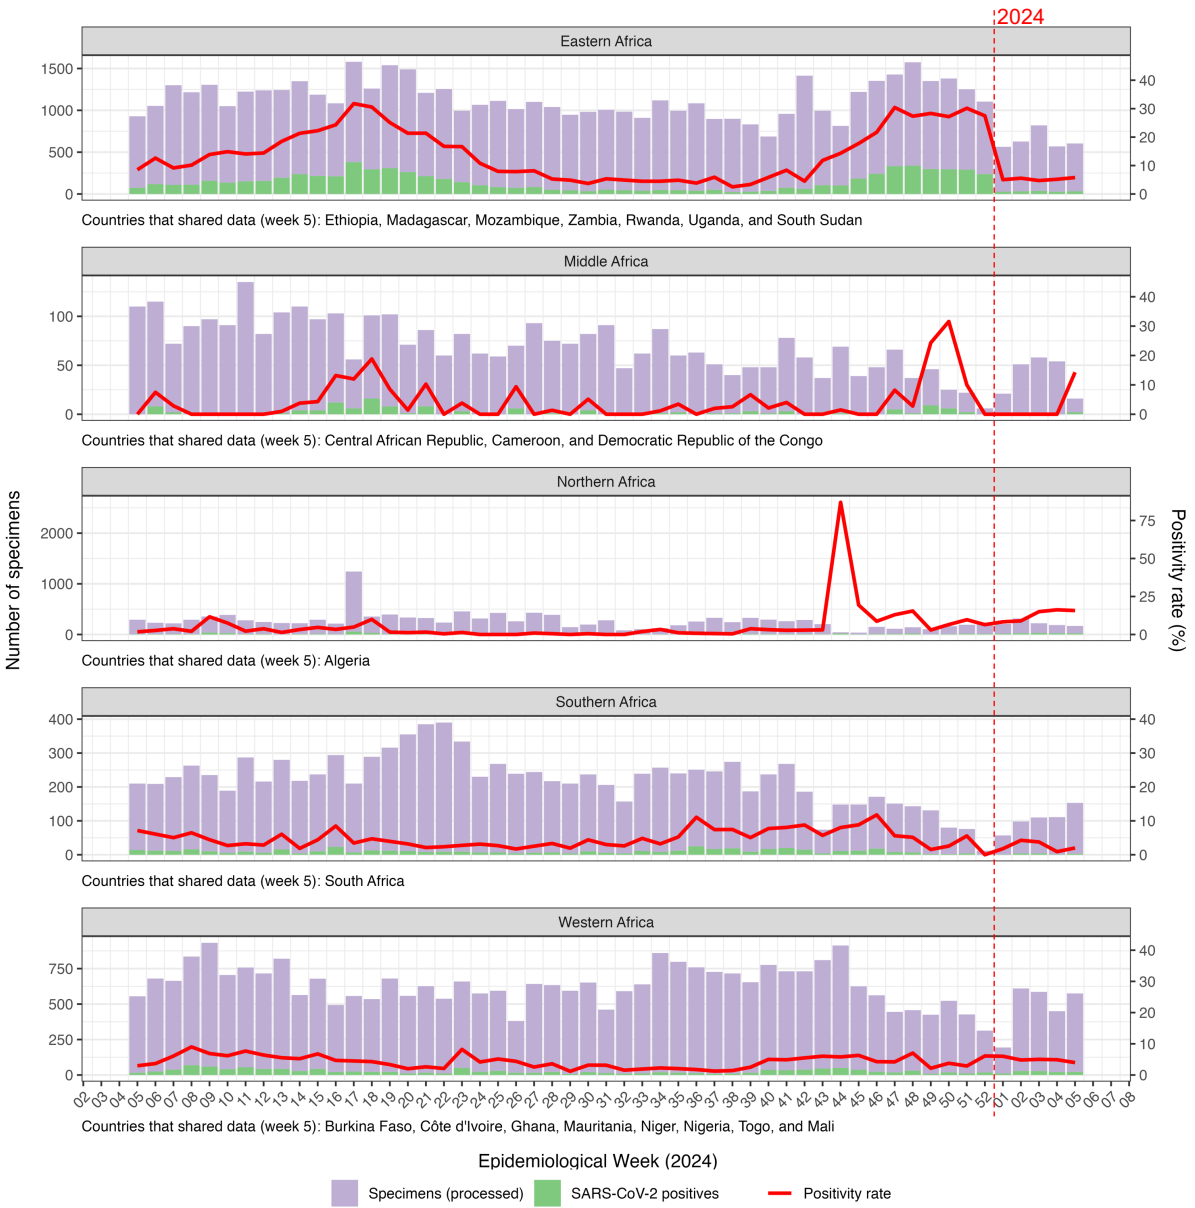 2024
Eastern Africa
1500
1000
500
0
40
30
20
10
0
Countries that shared data (week 5): Ethiopia, Madagascar, Mozambique, Zambia, Rwanda, Uganda, and South Sudan
Middle Africa
100
50
0
40
30
20
10
0
Countries that shared data (week 5): Central African Republic, Cameroon, and Democratic Republic of the Congo
Number of specimens
Northern Africa
2000
1000
0
75
50
25
0
Positivity rate (%)
Countries that shared data (week 5): Algeria
Southern Africa
400
300
200
100
0
40
30
20
10
0
Countries that shared data (week 5): South Africa
Western Africa
750
500
250
0
40
30
20
10
0
02 03 04 05 06 07 08 09 10 11 12 13 14 15 16 17 18 19 20 21 22 23 24 25 26 27 28 29 30 31 32 33 34 35 36 37 38 39 40 41 42 43 44 45 46 47 48 49 50 51 52 01 02 03 04 05 06 07 08
Countries that shared data (week 5): Burkina Faso, Côte d'Ivoire, Ghana, Mauritania, Niger, Nigeria, Togo, and Mali
Epidemiological Week (2024)
Specimens (processed) SARS-CoV-2 positives Positivity rate